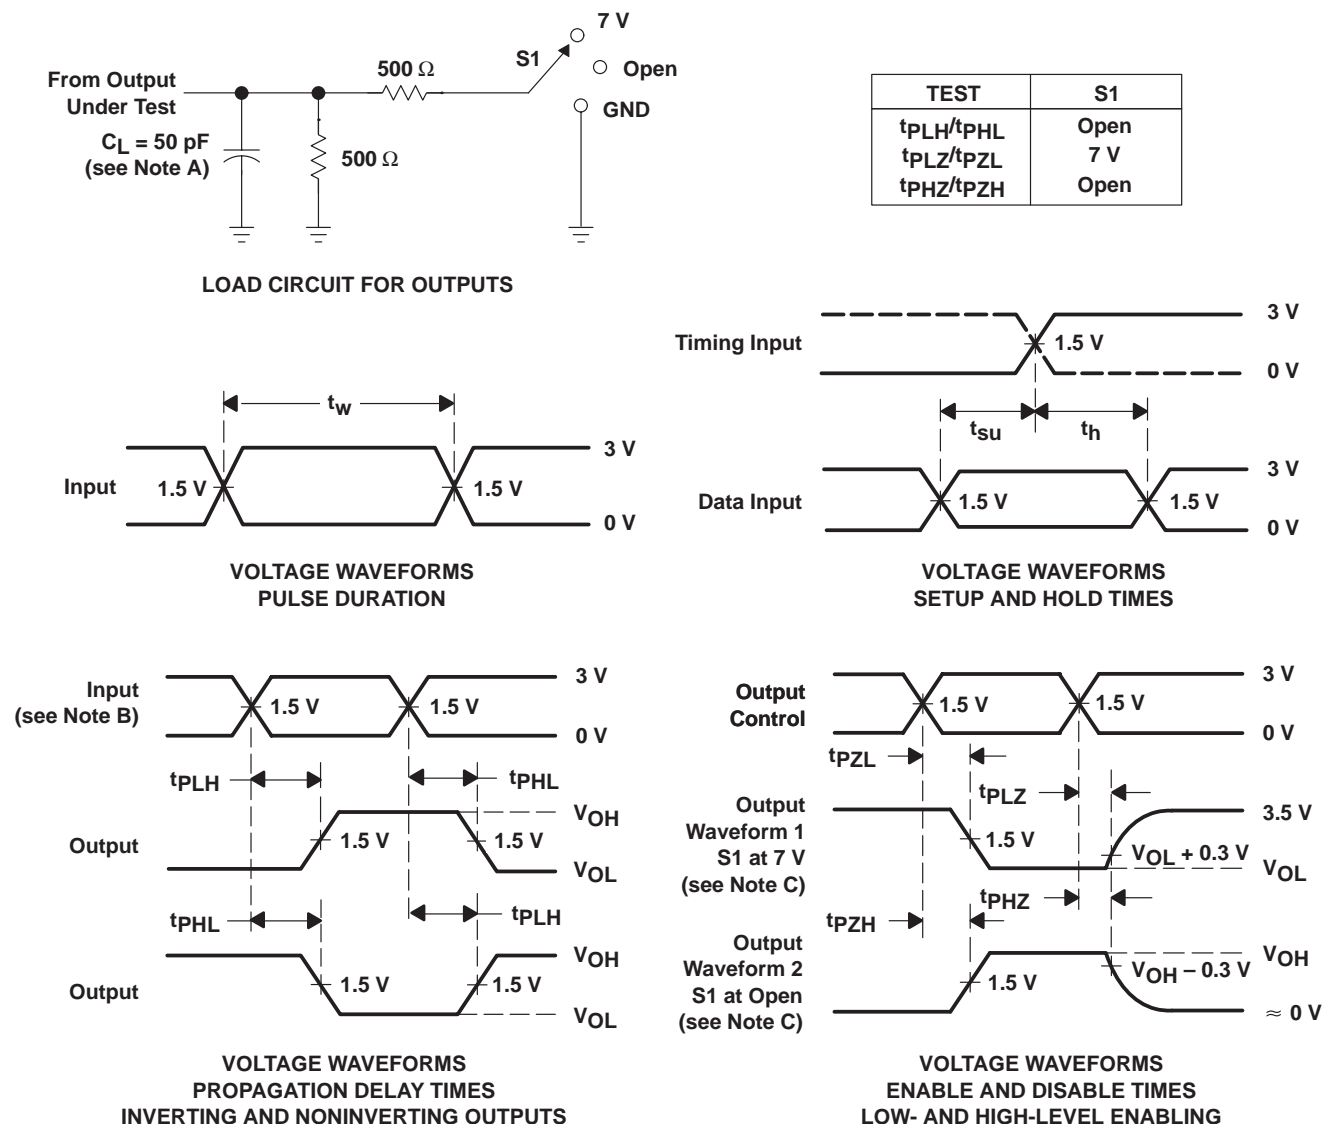 7 V
S1
Open
GND
500 Ω
From Output
Under Test
CL = 50 pF
(see Note A)
500 Ω
LOAD CIRCUIT FOR OUTPUTS
TEST S1
tPLH/tPHL Open
tPLZ/tPZL 7 V
tPHZ/tPZH Open
tw
3 V
Input
1.5 V
1.5 V
0 V
VOLTAGE WAVEFORMS
PULSE DURATION
3 V
Timing Input
1.5 V
0 V
tsu
th
3 V
Data Input
1.5 V
1.5 V
0 V
VOLTAGE WAVEFORMS
SETUP AND HOLD TIMES
Input
(see Note B)
3 V
1.5 V
1.5 V
0 V
tPLH
tPHL
Output
VOH
1.5 V
1.5 V
VOL
tPHL
tPLH
Output
VOH
1.5 V
1.5 V
VOL
VOLTAGE WAVEFORMS
PROPAGATION DELAY TIMES
INVERTING AND NONINVERTING OUTPUTS
Output
Control
3 V
1.5 V
1.5 V
0 V
tPZL
tPLZ
Output
Waveform 1
S1 at 7 V
(see Note C)
3.5 V
1.5 V
VOL + 0.3 V
VOL
tPHZ
tPZH
Output
Waveform 2
S1 at Open
(see Note C)
VOH
1.5 V
VOH – 0.3 V
≈ 0 V
VOLTAGE WAVEFORMS
ENABLE AND DISABLE TIMES
LOW- AND HIGH-LEVEL ENABLING